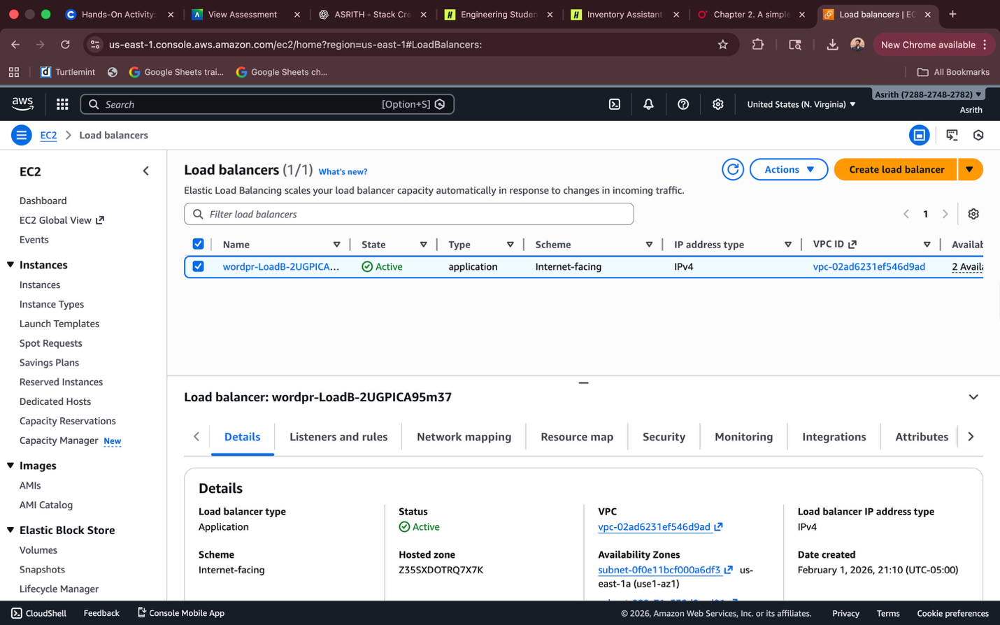 Hands-On Activity:
View Assessment
ASRITH - Stack Cre
Engineering Studen
Inventory Assistant
Chapter 2. A simple
Load balancers | EC
us-east-1.console.aws.amazon.com/ec2/home?region=us-east-1#LoadBalancers:
New Chrome available
Turtlemint
Google Sheets trai...
Google Sheets ch...
All Bookmarks
aws
Search
[Option+S]
United States (N. Virginia)
Asrith (7288-2748-2782)
Asrith
EC2
Load balancers
EC2
Dashboard
EC2 Global View
Events
Instances
Instances
Instance Types
Launch Templates
Spot Requests
Savings Plans
Reserved Instances
Dedicated Hosts
Capacity Reservations
Capacity Manager New
Images
AMIs
AMI Catalog
Elastic Block Store
Volumes
Snapshots
Lifecycle Manager
Load balancers (1/1) What's new?
Actions
Create load balancer
Elastic Load Balancing scales your load balancer capacity automatically in response to changes in incoming traffic.
Filter load balancers
1
Name State Type Scheme IP address type VPC ID Availab
wordpr-LoadB-2UGPICA... Active application Internet-facing IPv4 vpc-02ad6231ef546d9ad 2 Availa
Load balancer: wordpr-LoadB-2UGPICA95m37
Details Listeners and rules Network mapping Resource map Security Monitoring Integrations Attributes
Details
Load balancer type
Application
Status
Active
VPC
vpc-02ad6231ef546d9ad
Load balancer IP address type
IPv4
Scheme
Internet-facing
Hosted zone
Z35SXDOTRQ7X7K
Availability Zones
subnet-0f0e11bcf000a6df3 us-
east-1a (use1-az1)
Date created
February 1, 2026, 21:10 (UTC-05:00)
CloudShell
Feedback
Console Mobile App
© 2026, Amazon Web Services, Inc. or its affiliates.
Privacy
Terms
Cookie preferences